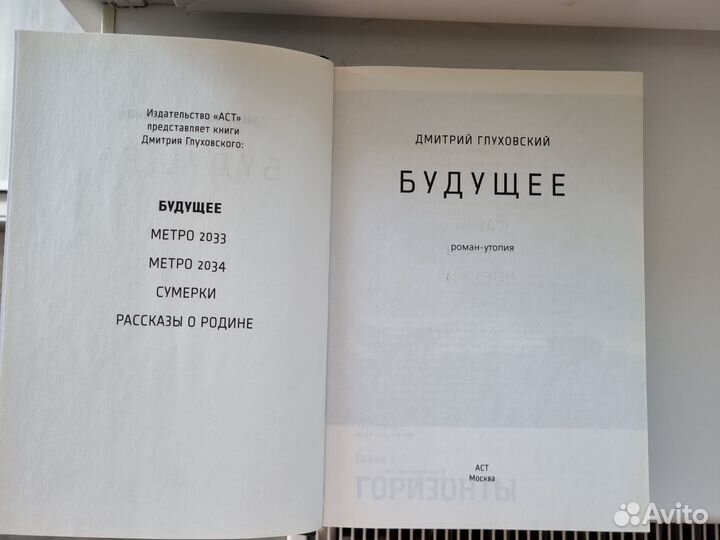 Издательство «АСТ»
представляет книги
Дмитрия Глуховского:
БУДУЩЕЕ
МЕТРО 2033
МЕТРО 2034
СУМЕРКИ
РАССКАЗЫ О РОДИНЕ
ДМИТРИЙ ГЛУХОВСКИЙ
БУДУЩЕЕ
роман-утопия
АСТ
Москва
ГОРИЗОНТЫ
Avito